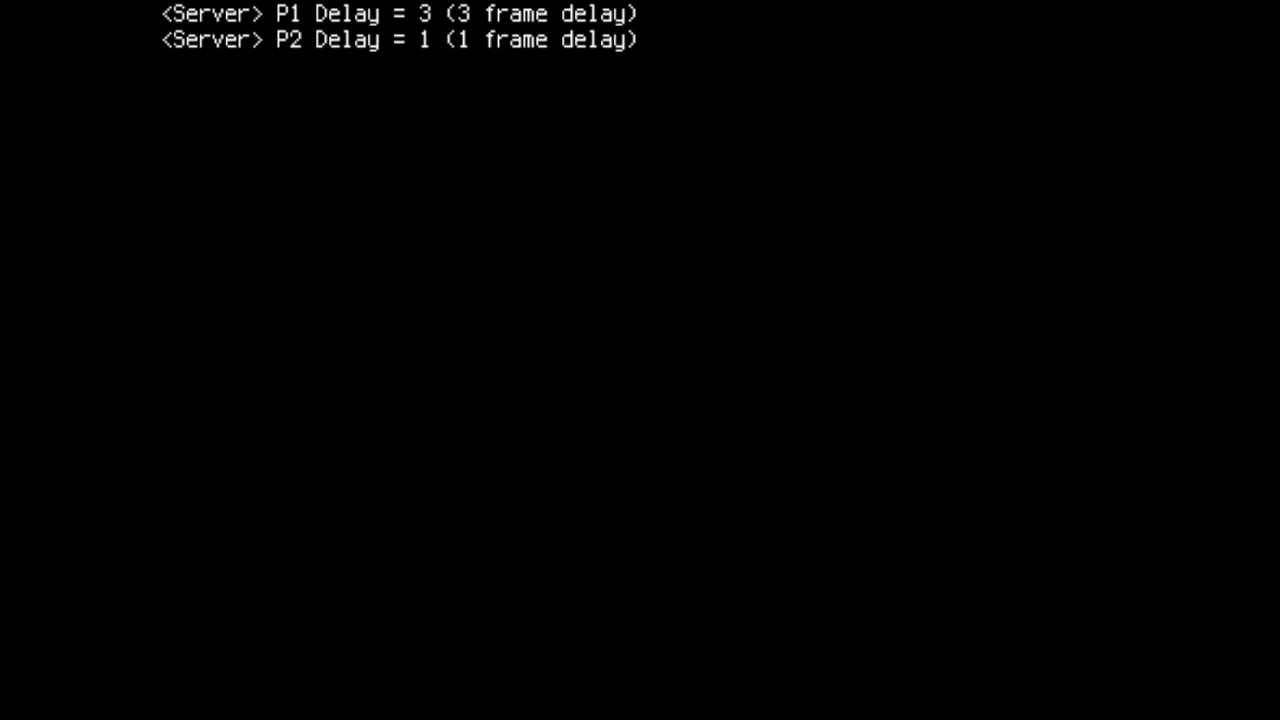 <Server> P1 Delay = 3 (3 frame delay)
<Server> P2 Delay = 1 (1 frame delay)